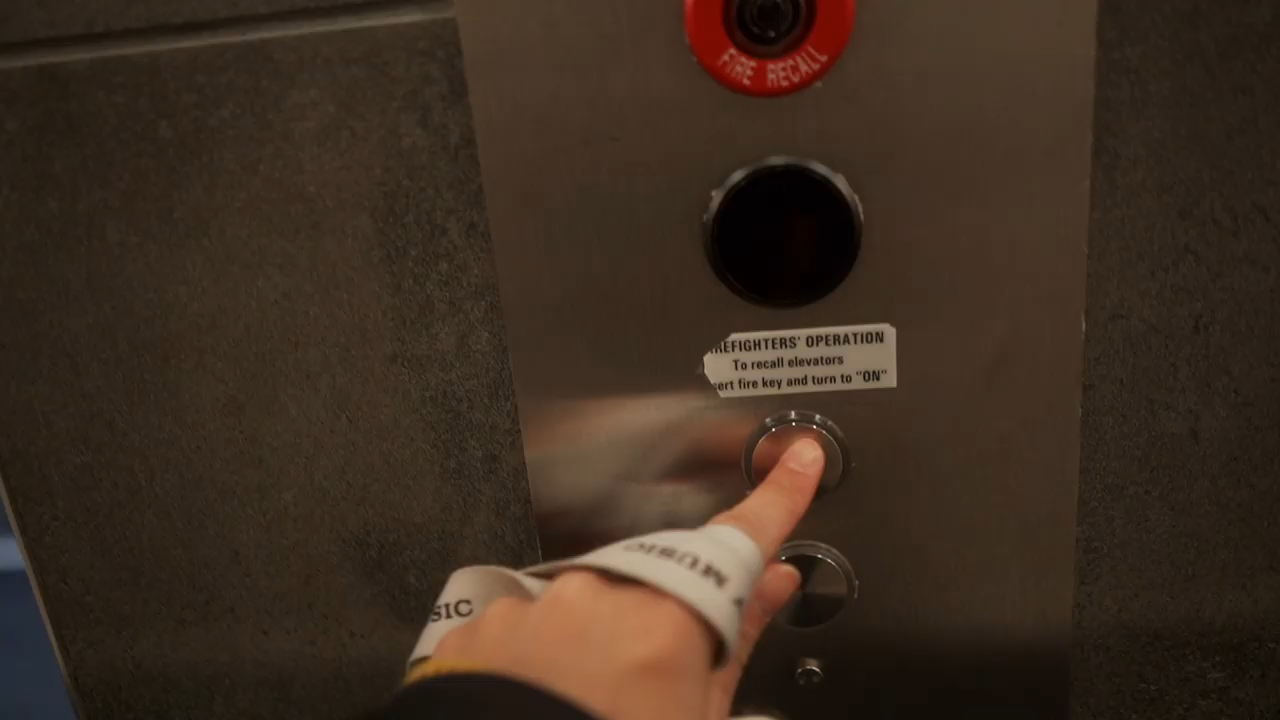 FIRE RECALL
REFIGHTERS' OPERATION
To recall elevators
sert fire key and turn to "ON"
MUSIC
SIC